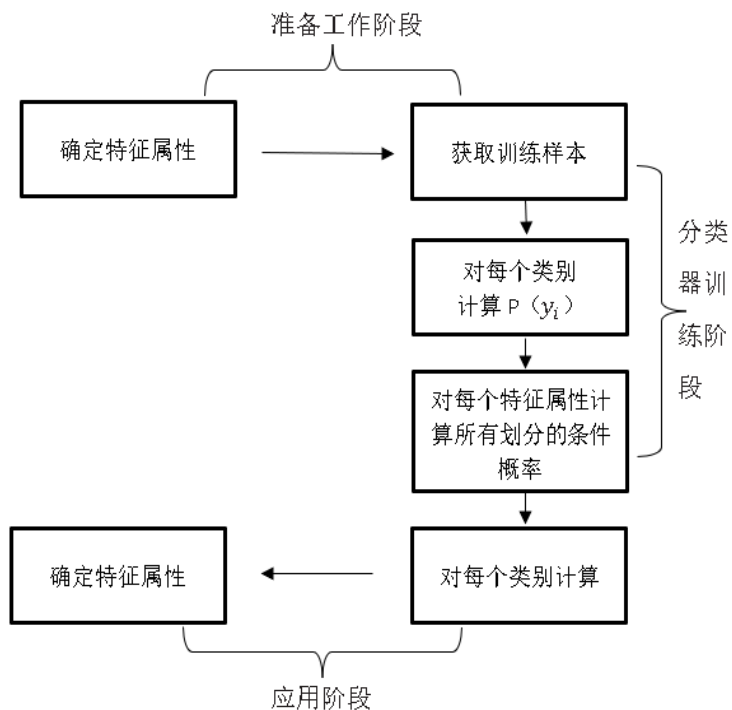 准备工作阶段
确定特征属性
获取训练样本
对每个类别
计算 P（y_i）
对每个特征属性计
算所有划分的条件
概率
分类
器训
练阶
段
确定特征属性
对每个类别计算
应用阶段